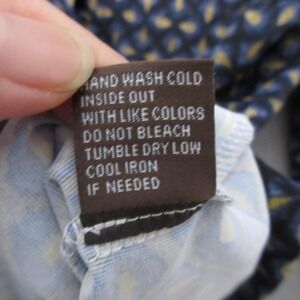 HAND WASH COLD
INSIDE OUT
WITH LIKE COLORS
DO NOT BLEACH
TUMBLE DRY LOW
COOL IRON
IF NEEDED